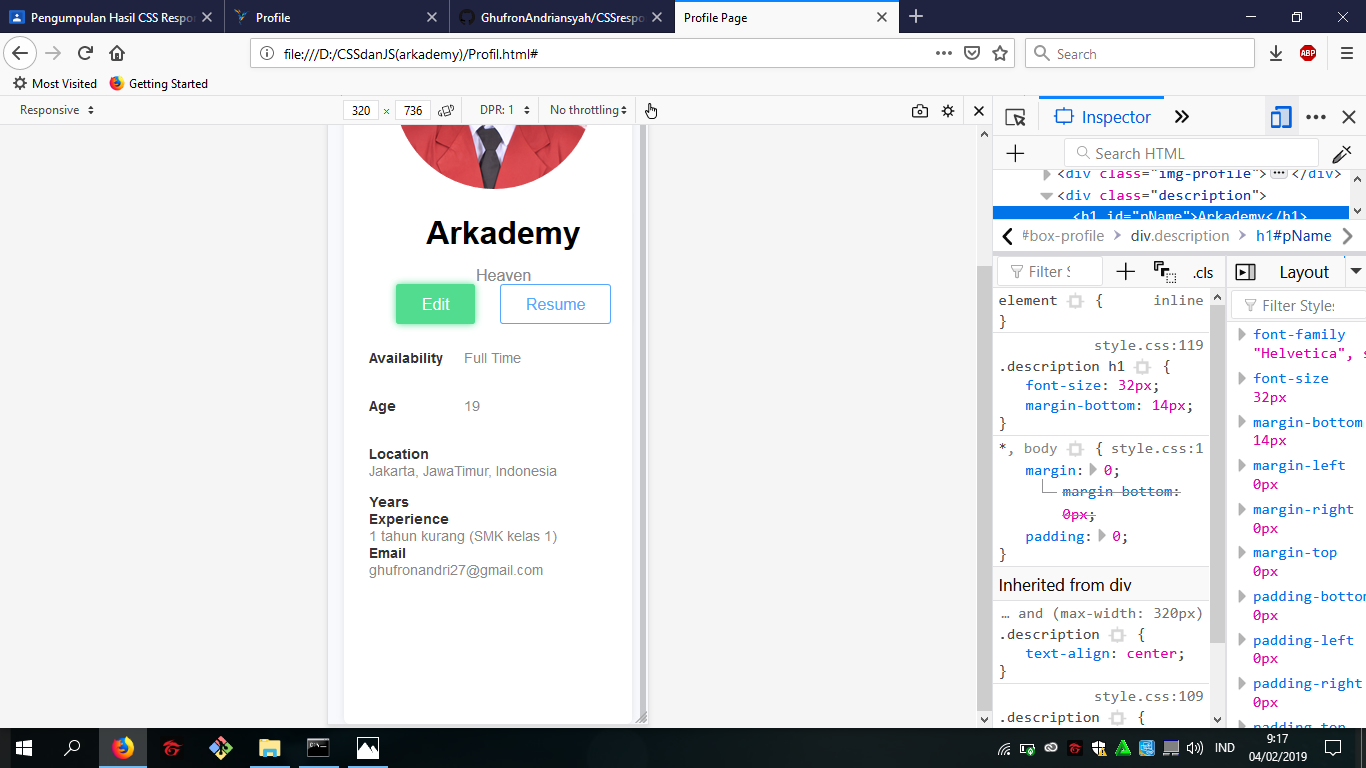 Pengumpulan Hasil CSS Respo
Profile
GhufronAndriansyah/CSSrespo
Profile Page
file:///D:/CSSdanJS(arkademy)/Profil.html#
Search
ABP
Most Visited
Getting Started
Responsive
320 × 736
DPR: 1
No throttling
Inspector
Search HTML
<div class="img-profile"> </div>
<div class="description">
<h1 id="pName">Arkademy</h1>
#box-profile
div.description
h1#pName
Filter S
.cls
Layout
Filter Styles
element {
inline
}
style.css:119
.description h1 {
font-size: 32px;
margin-bottom: 14px;
}
*, body { style.css:1
margin: 0;
margin-bottom:
0px;
padding: 0;
}
Inherited from div
… and (max-width: 320px)
.description {
text-align: center;
}
style.css:109
.description {
font-family
"Helvetica", s
font-size
32px
margin-bottom
14px
margin-left
0px
margin-right
0px
margin-top
0px
padding-bottom
0px
padding-left
0px
padding-right
0px
padding-top
Arkademy
Heaven
Edit
Resume
Availability Full Time
Age 19
Location
Jakarta, JawaTimur, Indonesia
Years
Experience
1 tahun kurang (SMK kelas 1)
Email
ghufronandri27@gmail.com
IND
9:17
04/02/2019